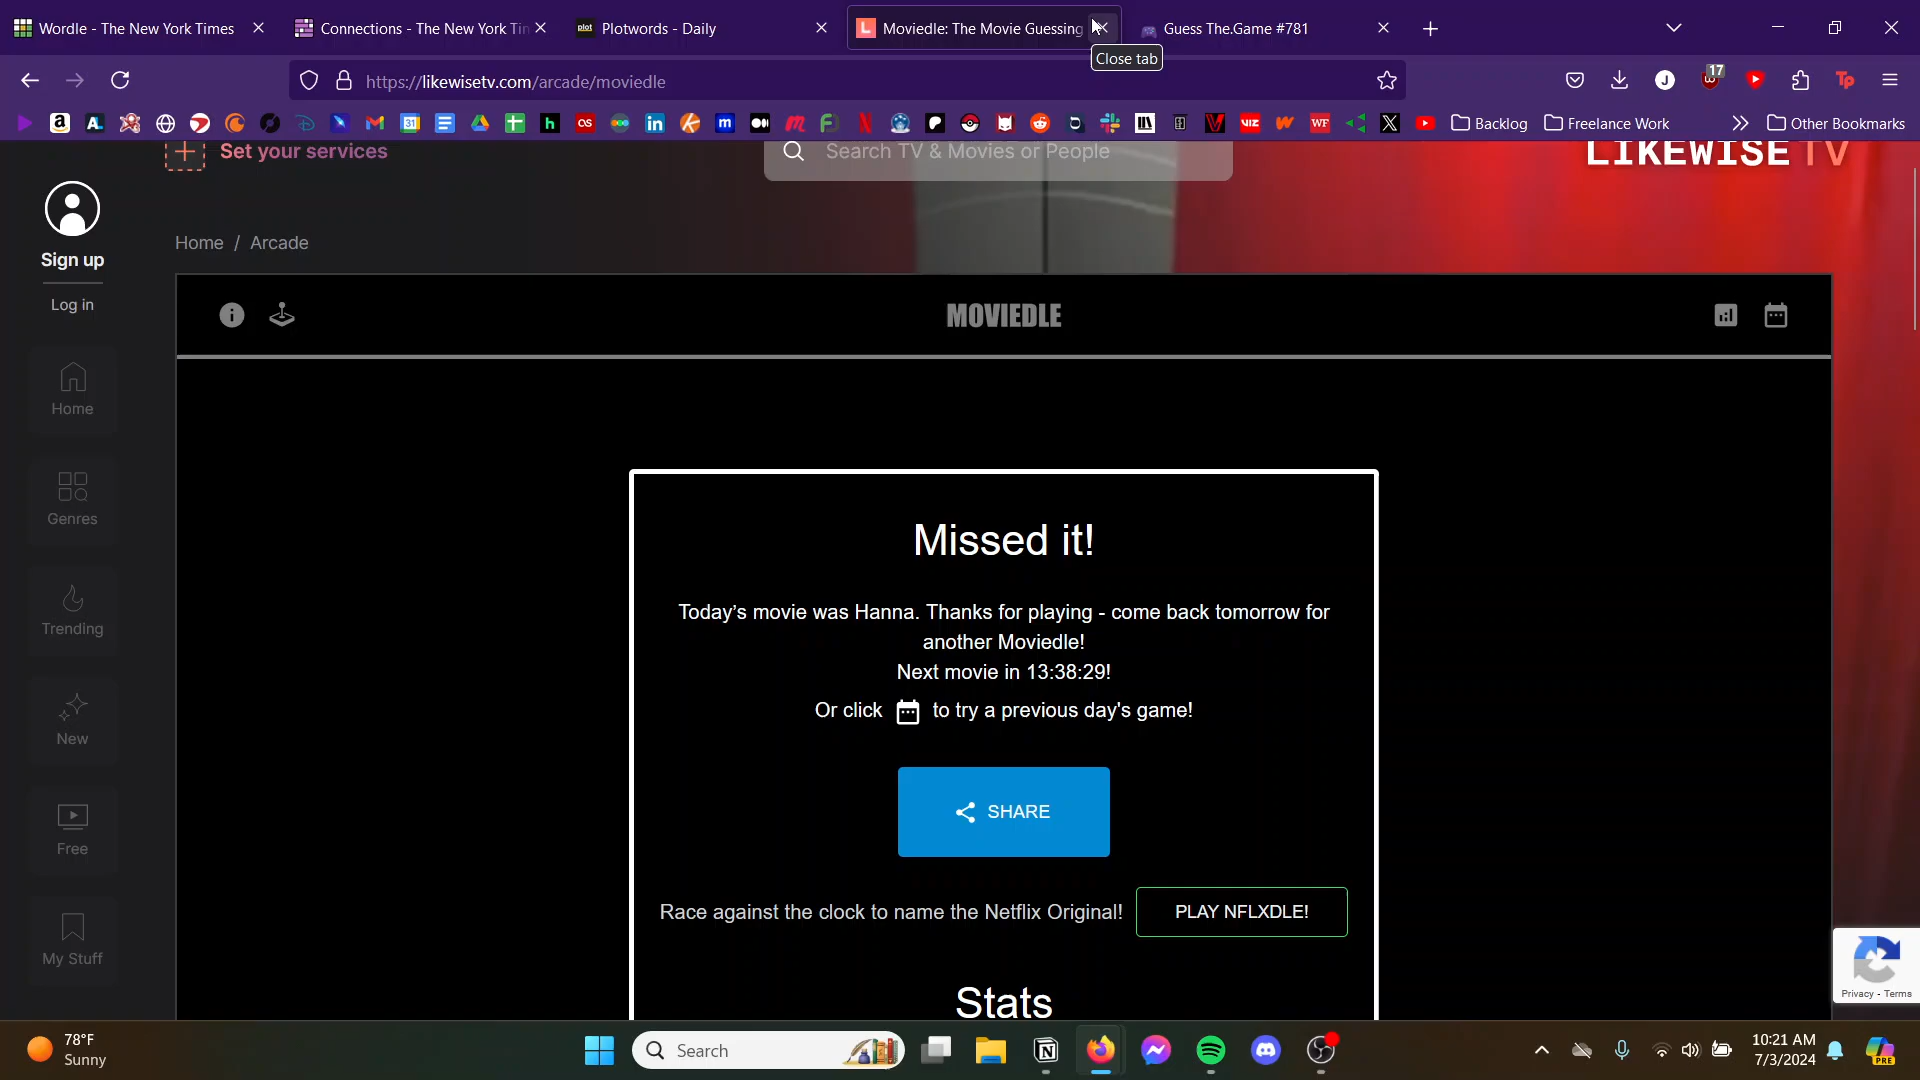 Wordle - The New York Times
Connections - The New York Tin
Plotwords - Daily
Moviedle: The Movie Guessing
Guess The.Game #781
Close tab
https://likewisetv.com/arcade/moviedle
17
Backlog
Freelance Work
Other Bookmarks
Set your services
Search TV & Movies or People
LIKEWISE TV
Sign up
Log in
Home
Genres
Trending
New
Free
My Stuff
Home / Arcade
MOVIEDLE
Missed it!
Today's movie was Hanna. Thanks for playing - come back tomorrow for
another Moviedle!
Next movie in 13:38:29!
Or click to try a previous day's game!
SHARE
Race against the clock to name the Netflix Original!
PLAY NFLXDLE!
Stats
Privacy - Terms
78°F
Sunny
Search
10:21 AM
7/3/2024